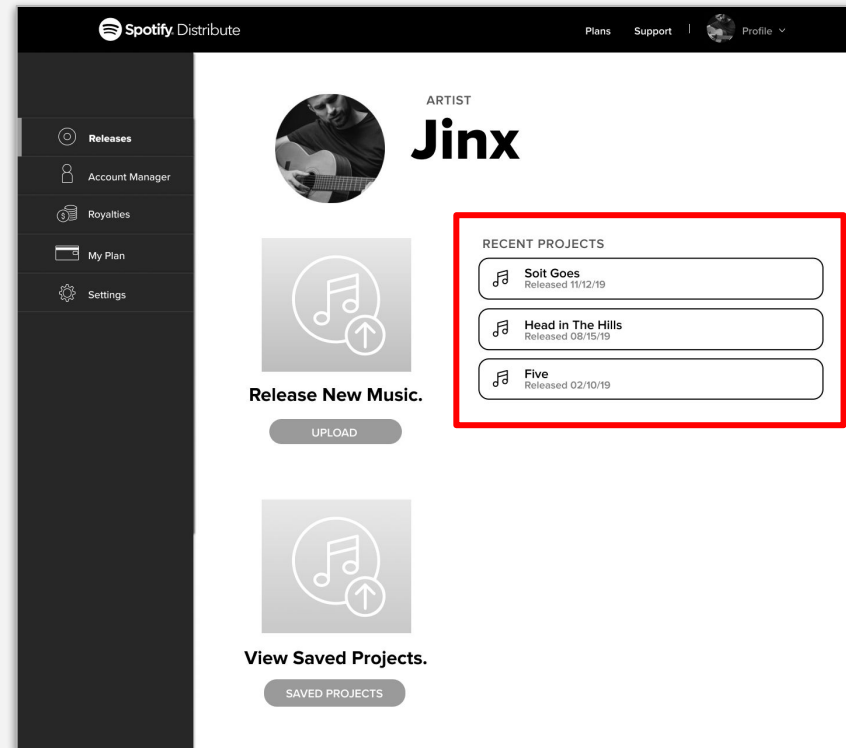 Spotify Distribute
Plans
Support
Profile
Releases
Account Manager
Royalties
My Plan
Settings
ARTIST
Jinx
Release New Music.
UPLOAD
RECENT PROJECTS
Soit Goes
Released 11/12/19
Head in The Hills
Released 08/15/19
Five
Released 02/10/19
View Saved Projects.
SAVED PROJECTS